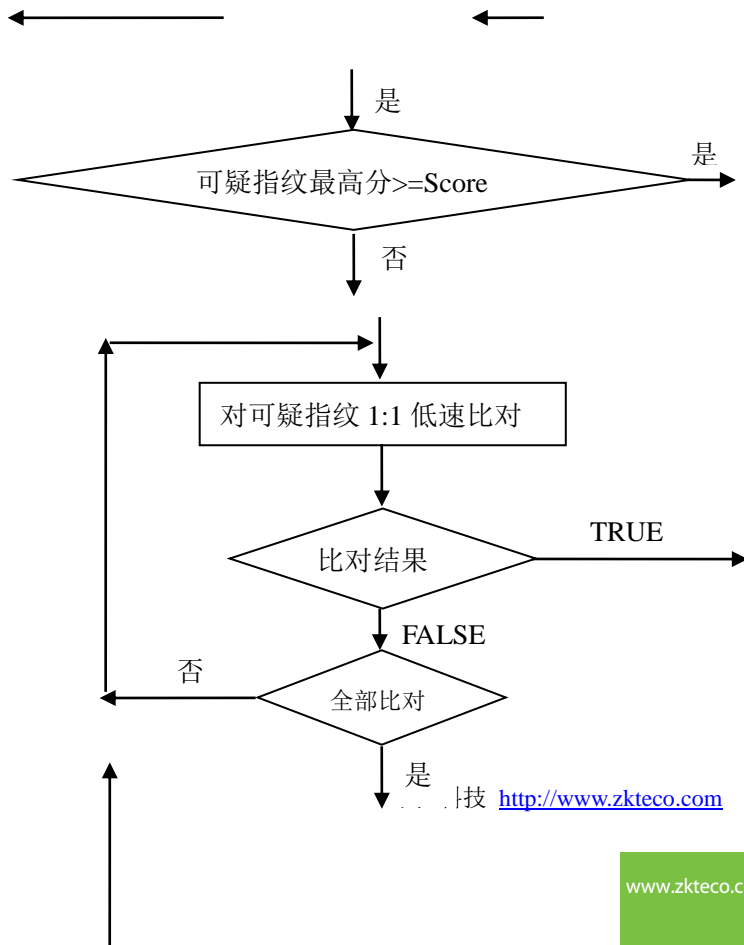 是
是
可疑指纹最高分>=Score
否
对可疑指纹 1:1 低速比对
TRUE
比对结果
FALSE
否
全部比对
是
技 http://www.zkteco.com
www.zkteco.c